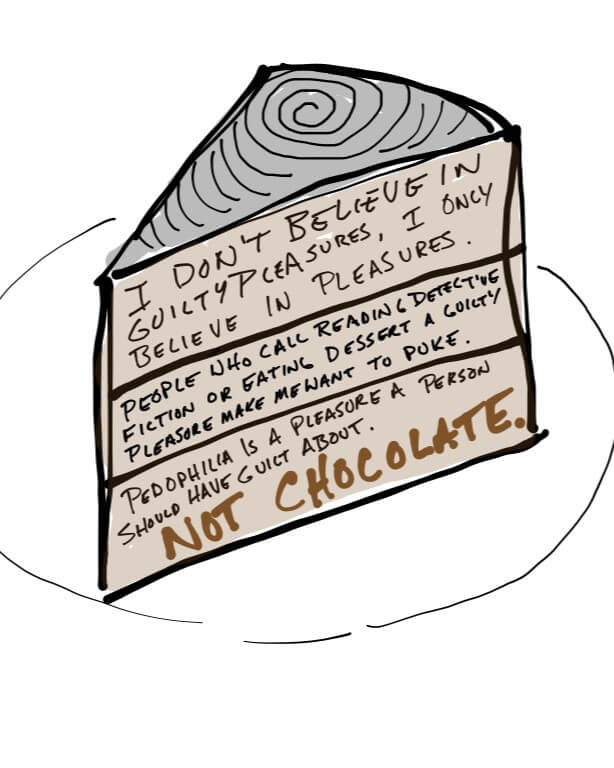 I DON'T BELIEVE IN
GUILTY PLEASURES, I ONLY
BELIEVE IN PLEASURES.
PEOPLE WHO CALL READING DETECTIVE
FICTION OR EATING DESSERT A GUILTY
PLEASURE MAKE ME WANT TO PUKE.
PEDOPHILIA IS A PLEASURE A PERSON
SHOULD HAVE GUILT ABOUT.
NOT CHOCOLATE.